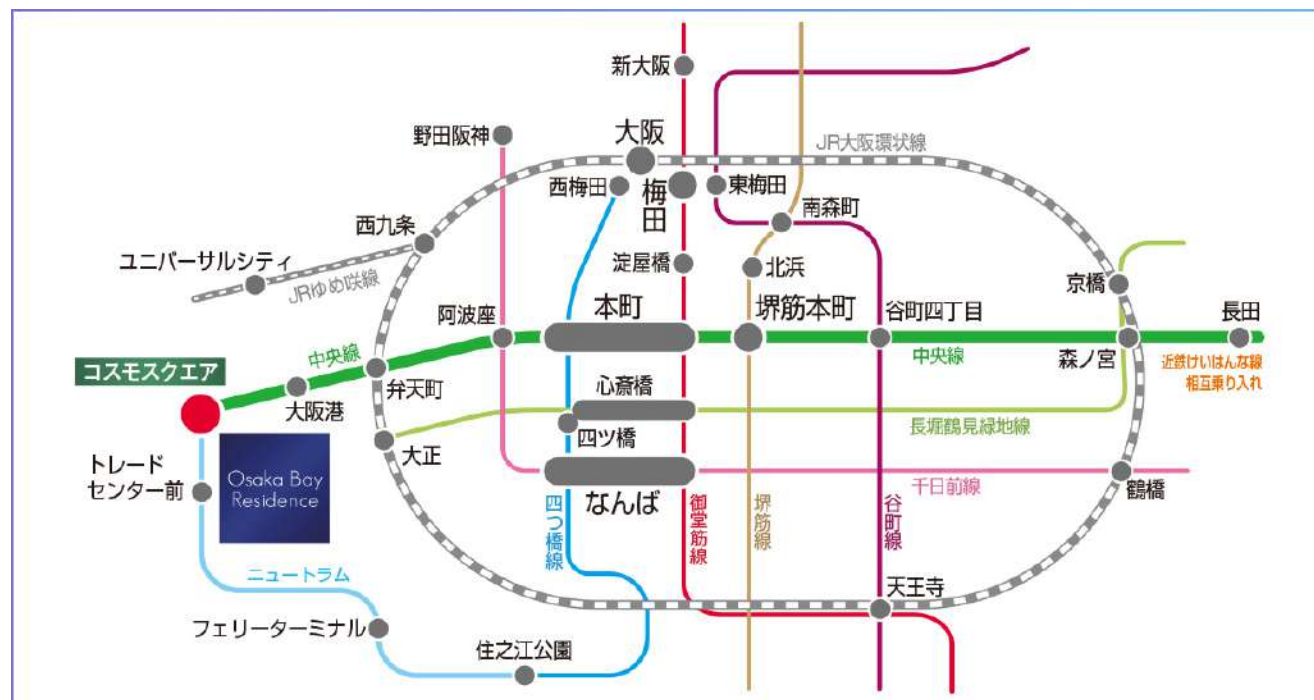 新大阪
大阪
野田阪神
JR大阪環状線
西梅田
梅田
東梅田
南森町
西九条
ユニバーサルシティ
JRゆめ咲線
淀屋橋
北浜
京橋
阿波座
本町
堺筋本町
谷町四丁目
長田
中央線
中央線
森ノ宮
近鉄けいはんな線
相互乗り入れ
コスモスクエア
大阪港
弁天町
心斎橋
四ツ橋
長堀鶴見緑地線
大正
トレード
センター前
Osaka Bay
Residence
なんば
千日前線
鶴橋
四つ橋線
御堂筋線
堺筋線
谷町線
ニュートラム
天王寺
フェリーターミナル
住之江公園